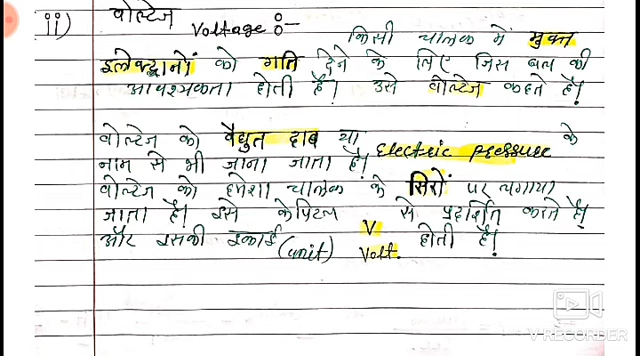 ii) वोल्टेज Voltage :-
किसी चालक में मुक्त
इलेक्ट्रानों को गति देने के लिए जिस बल की
आवश्यकता होती है। उसे वोल्टेज कहते हैं।
वोल्टेज को वैद्युत दाब या Electric pressure के
नाम से भी जाना जाता है।
वोल्टेज को हमेशा चालक के सिरों पर लगाया
जाता है। इसे केपिटल V से प्रदर्शित करते हैं।
और इसकी इकाई (unit) Volt. होती है।
V RECORDER